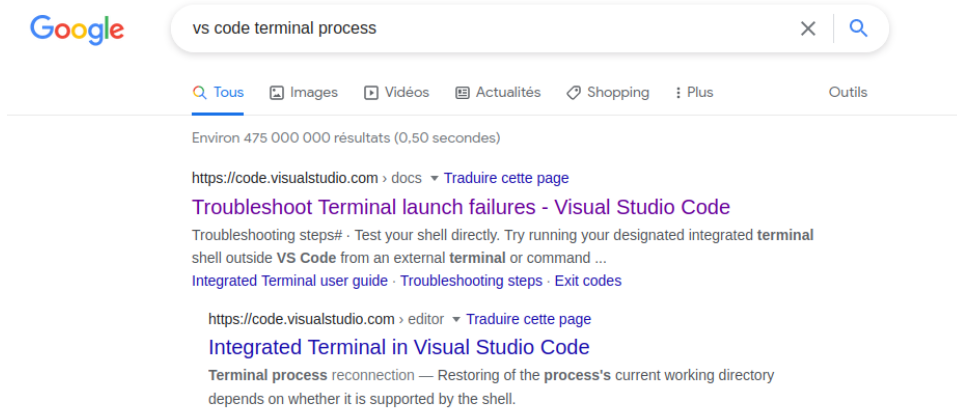 Google
vs code terminal process
Tous Images Vidéos Actualités Shopping Plus Outils
Environ 475 000 000 résultats (0,50 secondes)
https://code.visualstudio.com › docs Traduire cette page
Troubleshoot Terminal launch failures - Visual Studio Code
Troubleshooting steps# · Test your shell directly. Try running your designated integrated terminal
shell outside VS Code from an external terminal or command ...
Integrated Terminal user guide · Troubleshooting steps · Exit codes
https://code.visualstudio.com › editor Traduire cette page
Integrated Terminal in Visual Studio Code
Terminal process reconnection — Restoring of the process's current working directory
depends on whether it is supported by the shell.